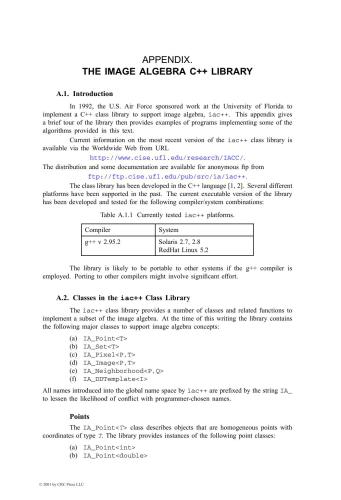 APPENDIX.
THE IMAGE ALGEBRA C++ LIBRARY
A.1. Introduction
In 1992, the U.S. Air Force sponsored work at the University of Florida to
implement a C++ class library to support image algebra, iac++. This appendix gives
a brief tour of the library then provides examples of programs implementing some of the
algorithms provided in this text.
Current information on the most recent version of the iac++ class library is
available via the Worldwide Web from URL
http://www.cise.ufl.edu/research/IACC/.
The distribution and some documentation are available for anonymous ftp from
ftp://ftp.cise.ufl.edu/pub/src/ia/iac++.
The class library has been developed in the C++ language [1, 2]. Several different
platforms have been supported in the past. The current executable version of the library
has been developed and tested for the following compiler/system combinations:
Table A.1.1 Currently tested iac++ platforms.
Compiler System
g++ v 2.95.2 Solaris 2.7, 2.8
RedHat Linux 5.2
The library is likely to be portable to other systems if the g++ compiler is
employed. Porting to other compilers might involve significant effort.
A.2. Classes in the iac++ Class Library
The iac++ class library provides a number of classes and related functions to
implement a subset of the image algebra. At the time of this writing the library contains
the following major classes to support image algebra concepts:
(a) IA_Point<T>
(b) IA_Set<T>
(c) IA_Pixel<P,T>
(d) IA_Image<P,T>
(e) IA_Neighborhood<P,Q>
(f) IA_DDTemplate<I>
All names introduced into the global name space by iac++ are prefixed by the string IA_
to lessen the likelihood of conflict with programmer-chosen names.
Points
The IA_Point<T> class describes objects that are homogeneous points with
coordinates of type T. The library provides instances of the following point classes:
(a) IA_Point<int>
(b) IA_Point<double>
© 2001 by CRC Press LLC